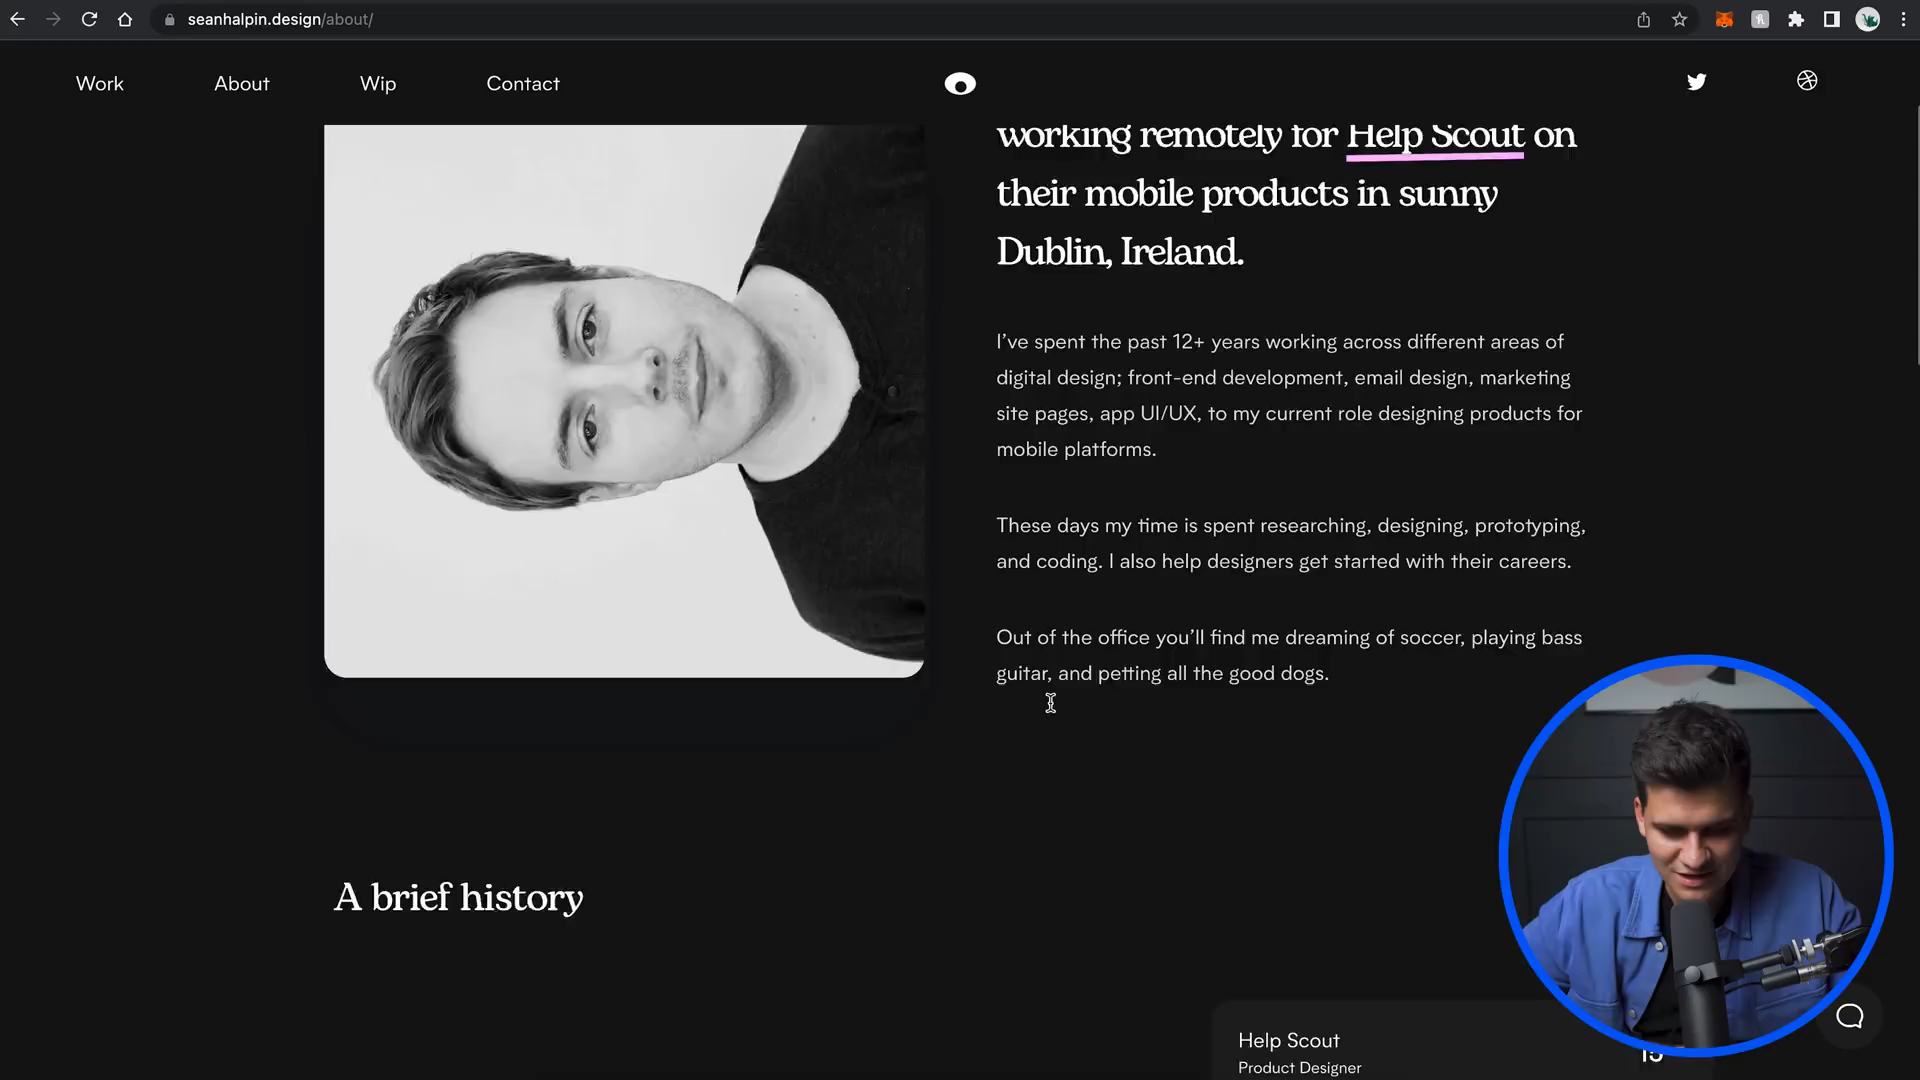 seanhalpin.design/about/
Work
About
Wip
Contact
working remotely for Help Scout on
their mobile products in sunny
Dublin, Ireland.
I've spent the past 12+ years working across different areas of
digital design; front-end development, email design, marketing
site pages, app UI/UX, to my current role designing products for
mobile platforms.
These days my time is spent researching, designing, prototyping,
and coding. I also help designers get started with their careers.
Out of the office you'll find me dreaming of soccer, playing bass
guitar, and petting all the good dogs.
A brief history
Help Scout
Product Designer